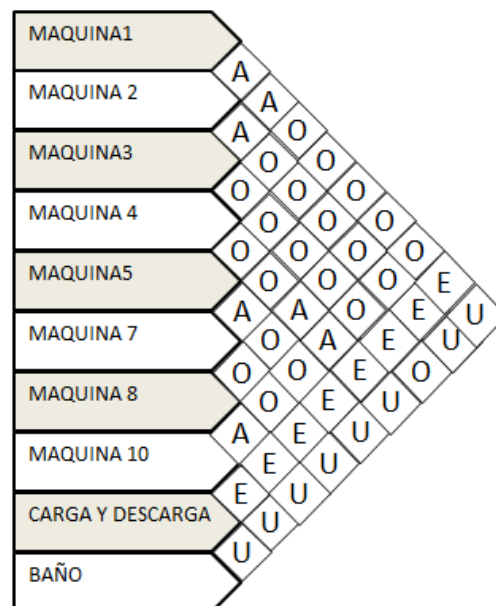 MAQUINA1
A
MAQUINA 2 A
A O
MAQUINA3 O O
O O O
MAQUINA 4 O O O
O O O O
MAQUINA5 O O O E
A A O E U
MAQUINA 7 O A E U
O O E O
MAQUINA 8 O E U
A E U
MAQUINA 10 E U
E U
CARGA Y DESCARGA U
U
BAÑO